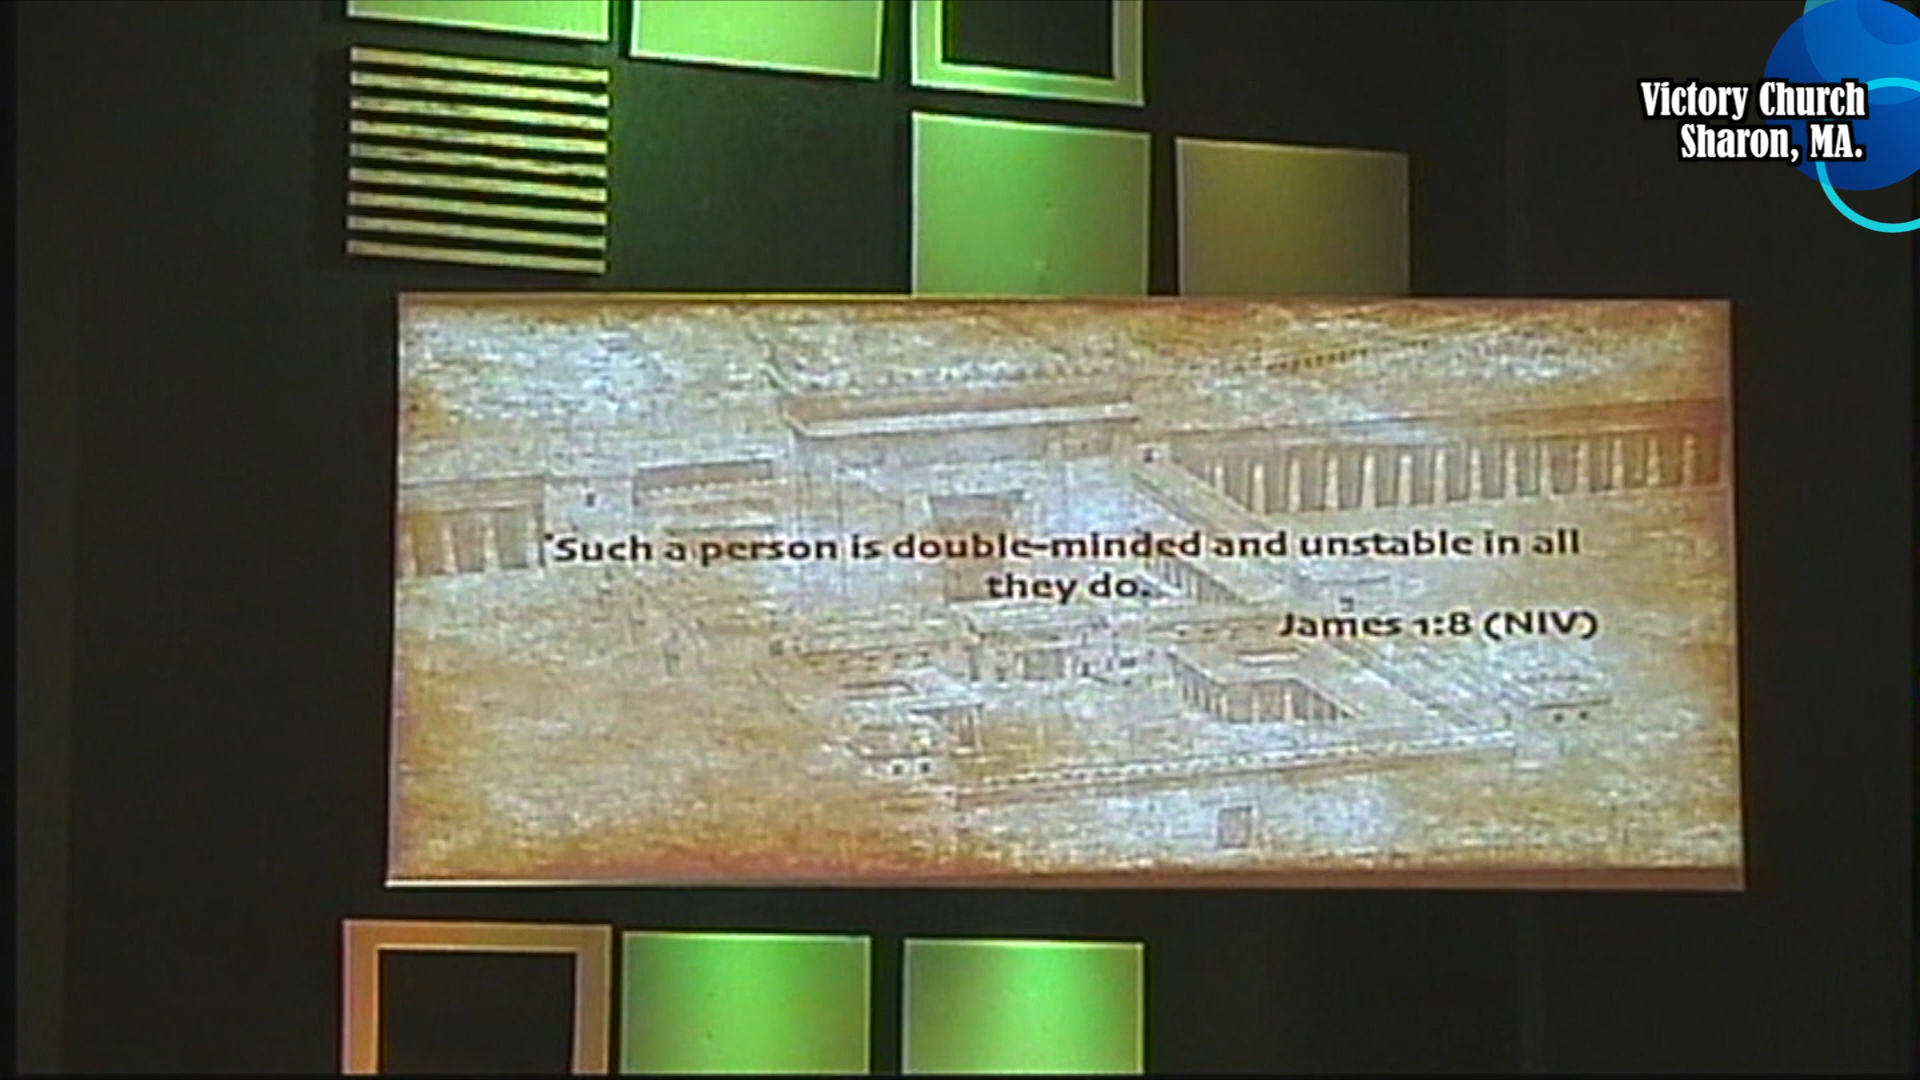 Victory Church
Sharon, MA.
"Such a person is double-minded and unstable in all
they do.
James 1:8 (NIV)